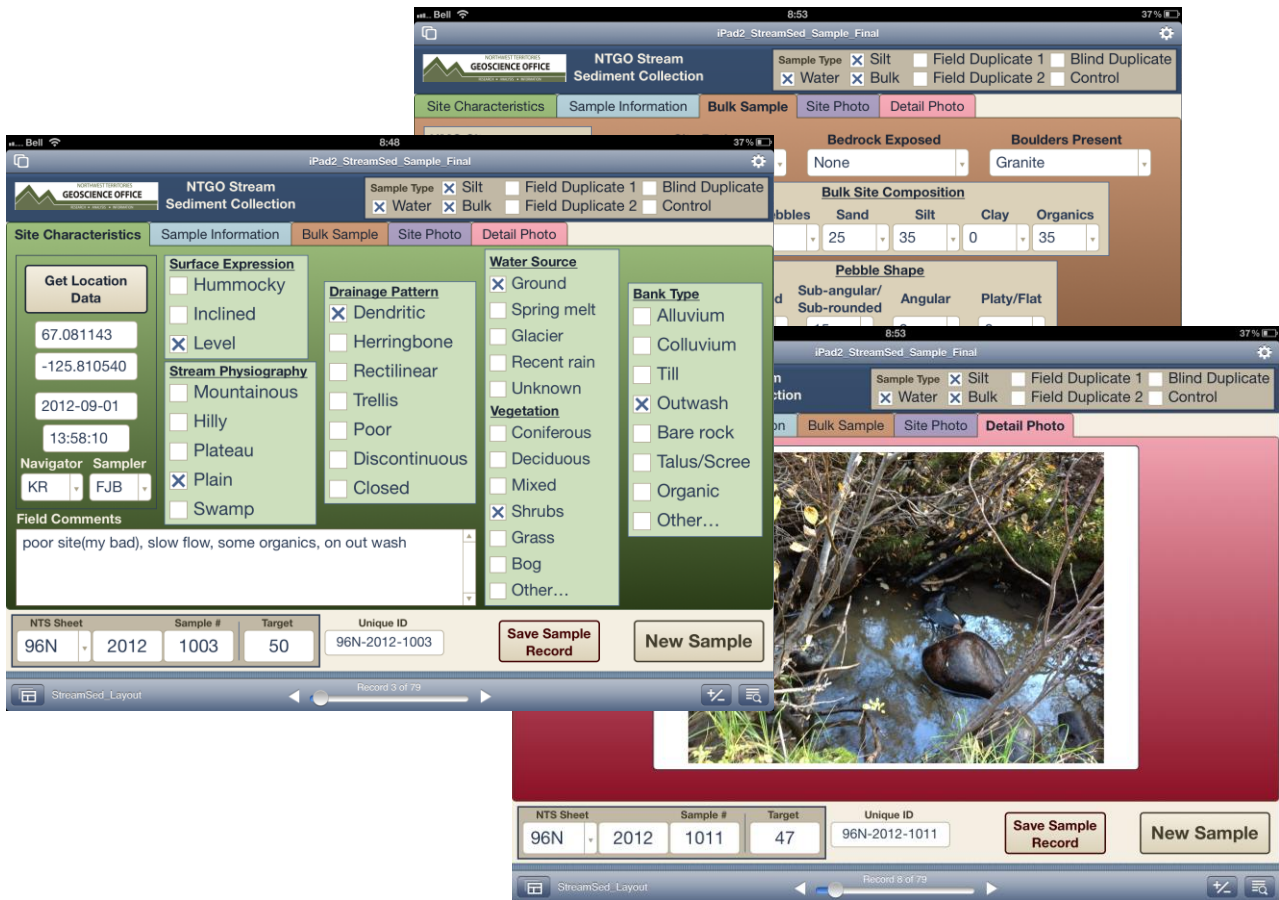 Bell 8:53 37%
iPad2_StreamSed_Sample_Final
NORTHWEST TERRITORIES
GEOSCIENCE OFFICE
NTGO Stream
Sediment Collection
Sample Type Silt Field Duplicate 1 Blind Duplicate
Water Bulk Field Duplicate 2 Control
Site Characteristics Sample Information Bulk Sample Site Photo Detail Photo
Bedrock Exposed Boulders Present
None Granite
Bulk Site Composition
Sand Silt Clay Organics
25 35 0 35
Pebble Shape
Sub-angular/
Sub-rounded Angular Platy/Flat
Bell 8:48 37%
iPad2_StreamSed_Sample_Final
NORTHWEST TERRITORIES
GEOSCIENCE OFFICE
NTGO Stream
Sediment Collection
Sample Type Silt Field Duplicate 1 Blind Duplicate
Water Bulk Field Duplicate 2 Control
Site Characteristics Sample Information Bulk Sample Site Photo Detail Photo
Get Location
Data
67.081143
-125.810540
2012-09-01
13:58:10
Navigator Sampler
KR FJB
Surface Expression
Hummocky
Inclined
Level
Stream Physiography
Mountainous
Hilly
Plateau
Plain
Swamp
Drainage Pattern
Dendritic
Herringbone
Rectilinear
Trellis
Poor
Discontinuous
Closed
Water Source
Ground
Spring melt
Glacier
Recent rain
Unknown
Vegetation
Coniferous
Deciduous
Mixed
Shrubs
Grass
Bog
Other...
Bank Type
Alluvium
Colluvium
Till
Outwash
Bare rock
Talus/Scree
Organic
Other...
Field Comments
poor site(my bad), slow flow, some organics, on out wash
NTS Sheet Sample # Target Unique ID
96N 2012 1003 50 96N-2012-1003
Save Sample
Record
New Sample
StreamSed_Layout Record 3 of 79
8:53 37%
iPad2_StreamSed_Sample_Final
Sample Type Silt Field Duplicate 1 Blind Duplicate
Water Bulk Field Duplicate 2 Control
Bulk Sample Site Photo Detail Photo
NTS Sheet Sample # Target Unique ID
96N 2012 1011 47 96N-2012-1011
Save Sample
Record
New Sample
StreamSed_Layout Record 8 of 79